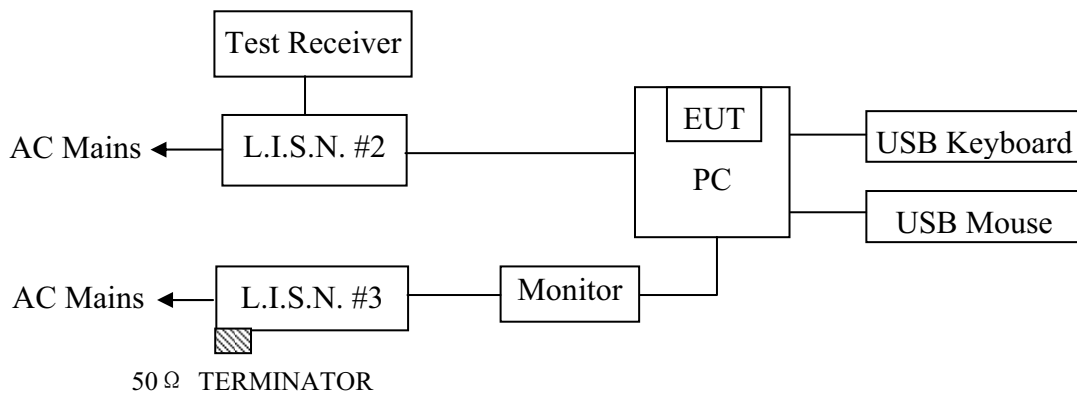 Test Receiver
AC Mains
L.I.S.N. #2
EUT
PC
USB Keyboard
USB Mouse
AC Mains
L.I.S.N. #3
Monitor
50 Ω TERMINATOR